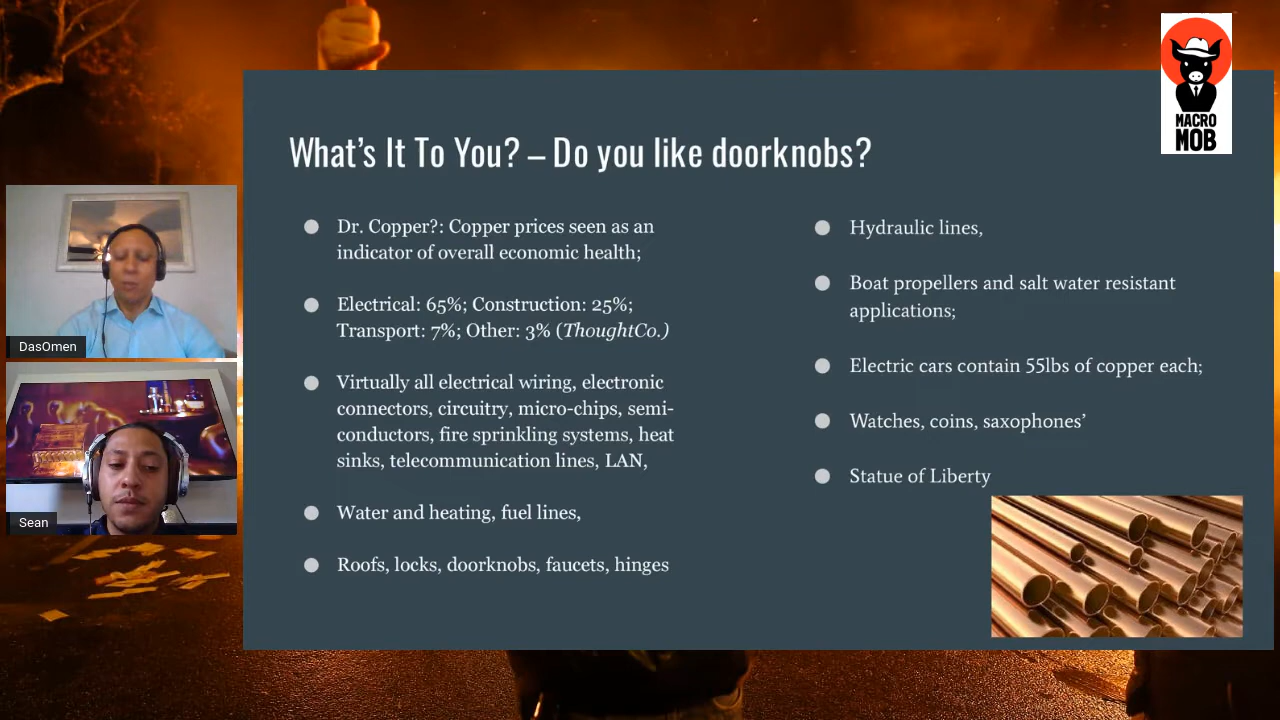 MACRO
MOB
What's It To You? – Do you like doorknobs?
Dr. Copper?: Copper prices seen as an
indicator of overall economic health;
Electrical: 65%; Construction: 25%;
Transport: 7%; Other: 3% (ThoughtCo.)
Virtually all electrical wiring, electronic
connectors, circuitry, micro-chips, semi-
conductors, fire sprinkling systems, heat
sinks, telecommunication lines, LAN,
Water and heating, fuel lines,
Roofs, locks, doorknobs, faucets, hinges
Hydraulic lines,
Boat propellers and salt water resistant
applications;
Electric cars contain 55lbs of copper each;
Watches, coins, saxophones’
Statue of Liberty
DasOmen
Sean